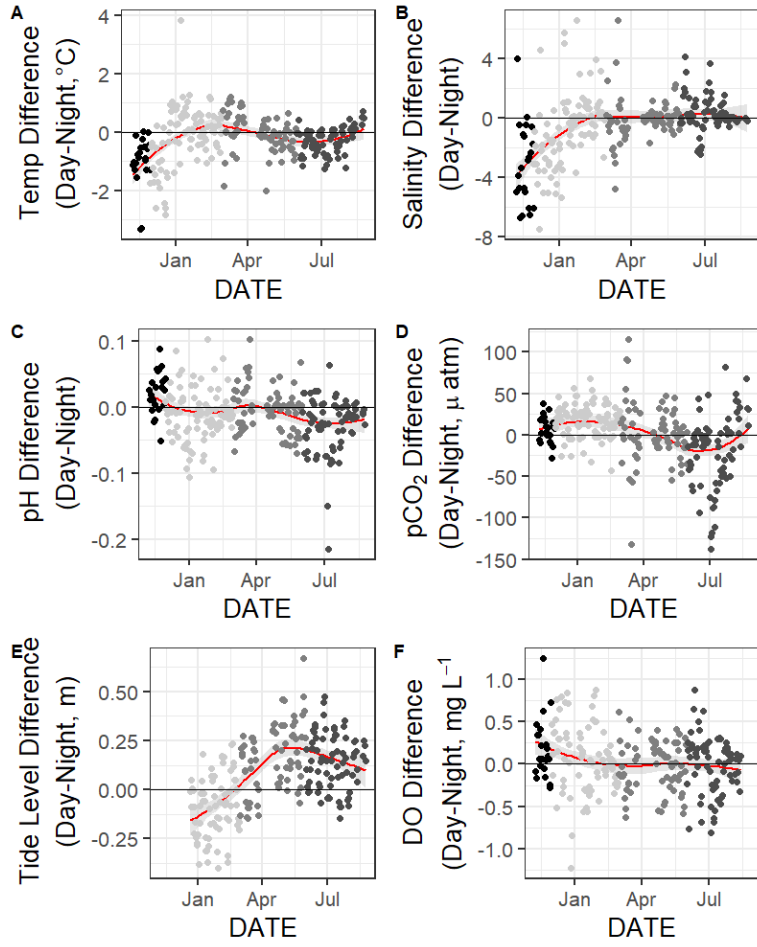 A
Temp Difference
(Day-Night,°C)
4
2
0
-2
Jan
Apr
Jul
DATE
B
Salinity Difference
(Day-Night)
4
0
-4
-8
Jan
Apr
Jul
DATE
C
pH Difference
(Day-Night)
0.1
0.0
-0.1
-0.2
Jan
Apr
Jul
DATE
D
pCO₂ Difference
(Day-Night, μ atm)
100
50
0
-50
-100
-150
Jan
Apr
Jul
DATE
E
Tide Level Difference
(Day-Night, m)
0.50
0.25
0.00
-0.25
Jan
Apr
Jul
DATE
F
DO Difference
(Day-Night, mg L⁻¹
1.0
0.5
0.0
-0.5
-1.0
Jan
Apr
Jul
DATE